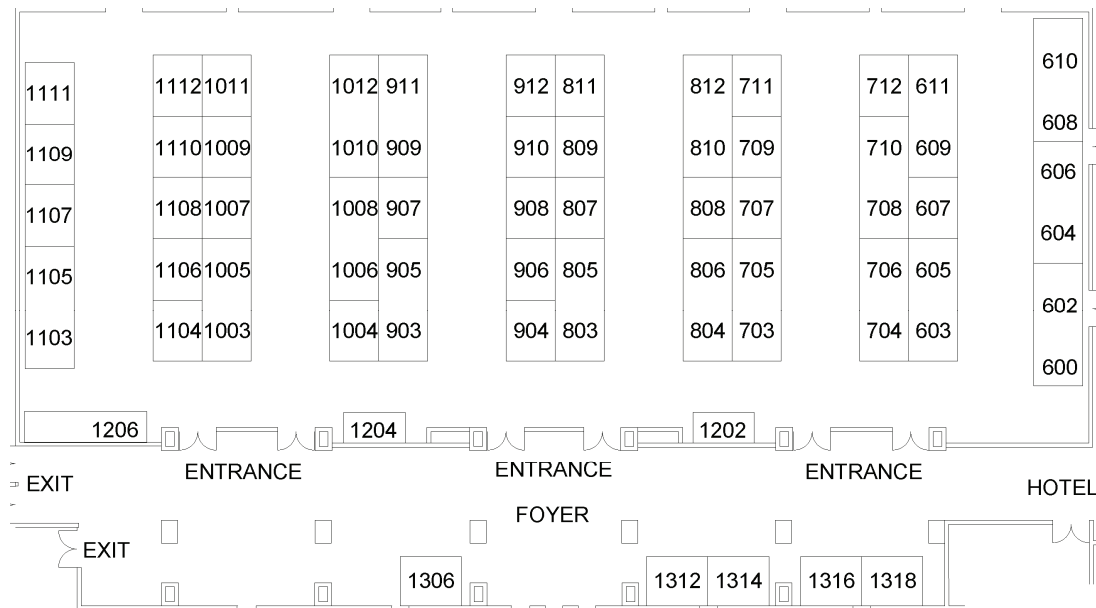 610
1112 1011 1012 911 912 811 812 711 712 611
1111
608
1110 1009 1010 909 910 809 810 709 710 609
1109
606
1108 1007 1008 907 908 807 808 707 708 607
1107
604
1106 1005 1006 905 906 805 806 705 706 605
1105
602
1104 1003 1004 903 904 803 804 703 704 603
1103
600
1206 1204 1202
ENTRANCE ENTRANCE ENTRANCE
EXIT HOTEL
FOYER
EXIT
1306 1312 1314 1316 1318